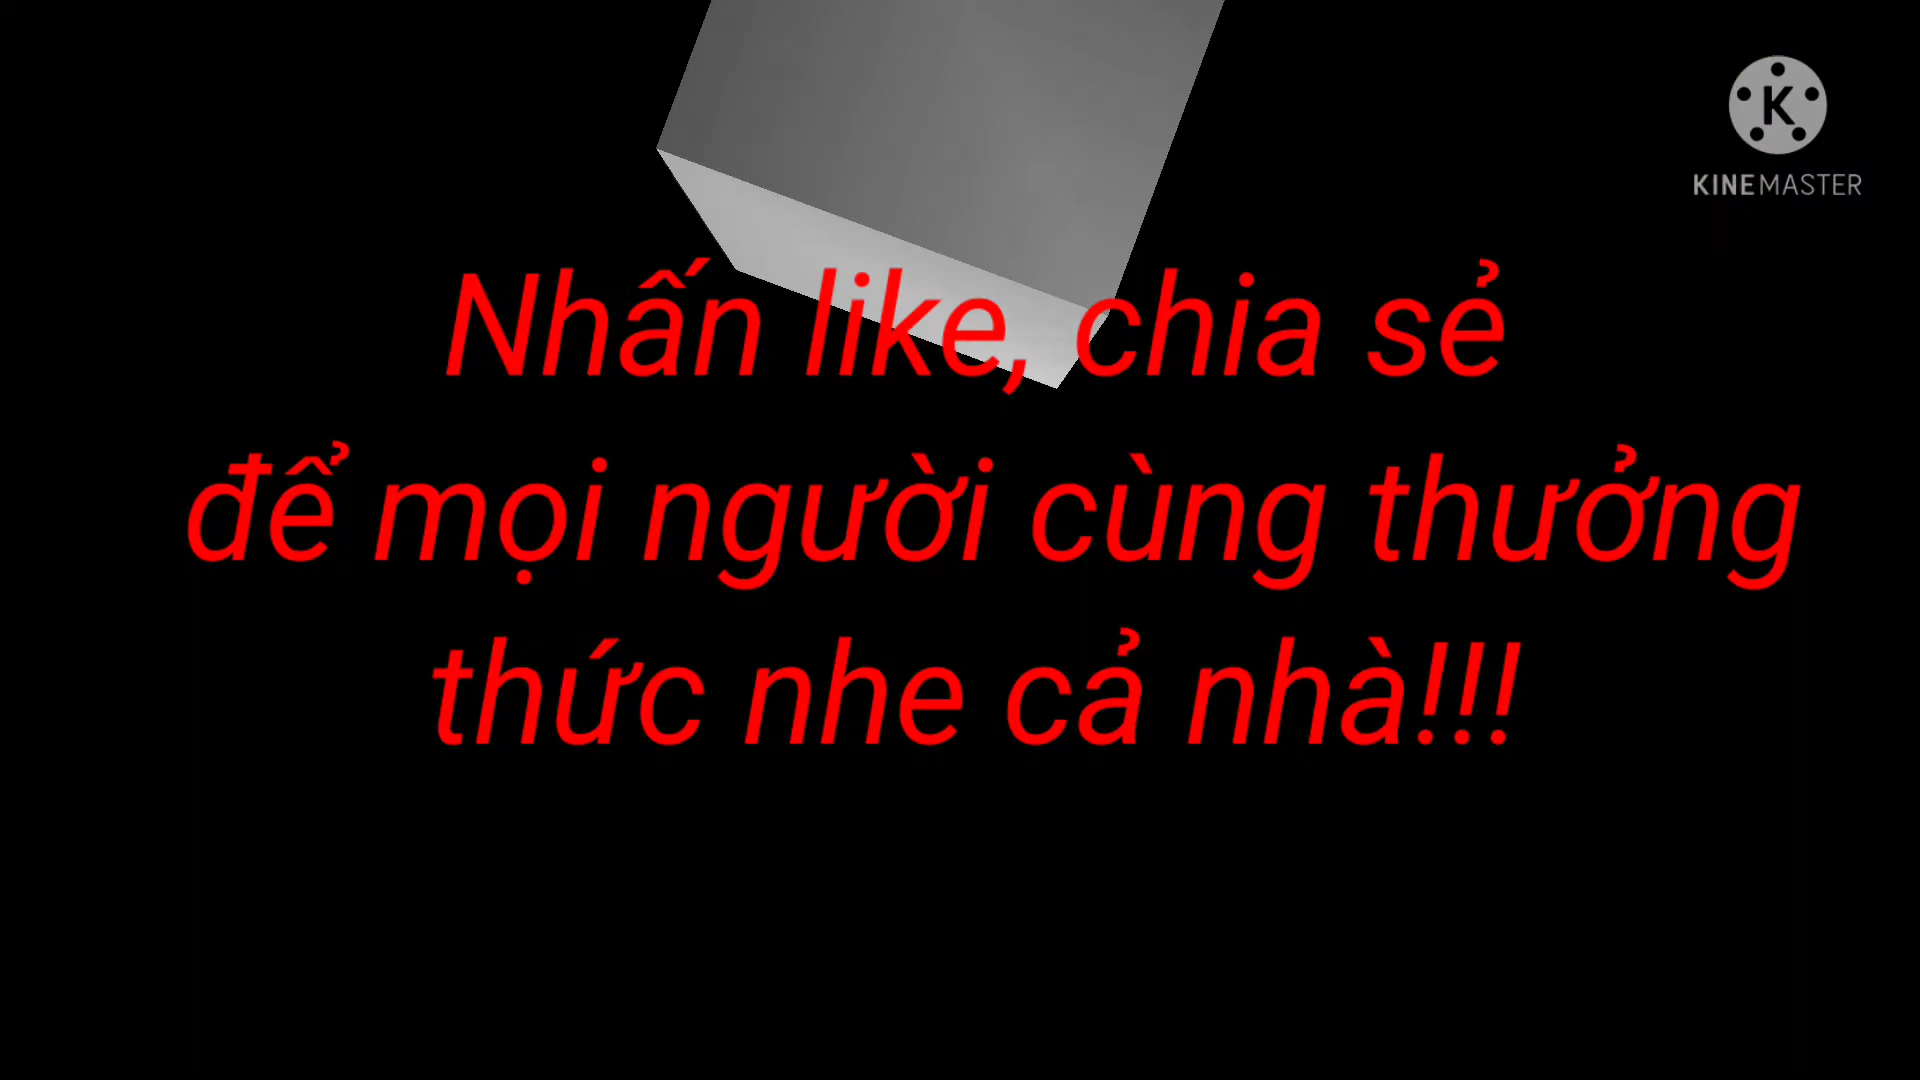 K
KINEMASTER
Nhấn like, chia sẻ
để mọi người cùng thưởng
thức nhe cả nhà!!!